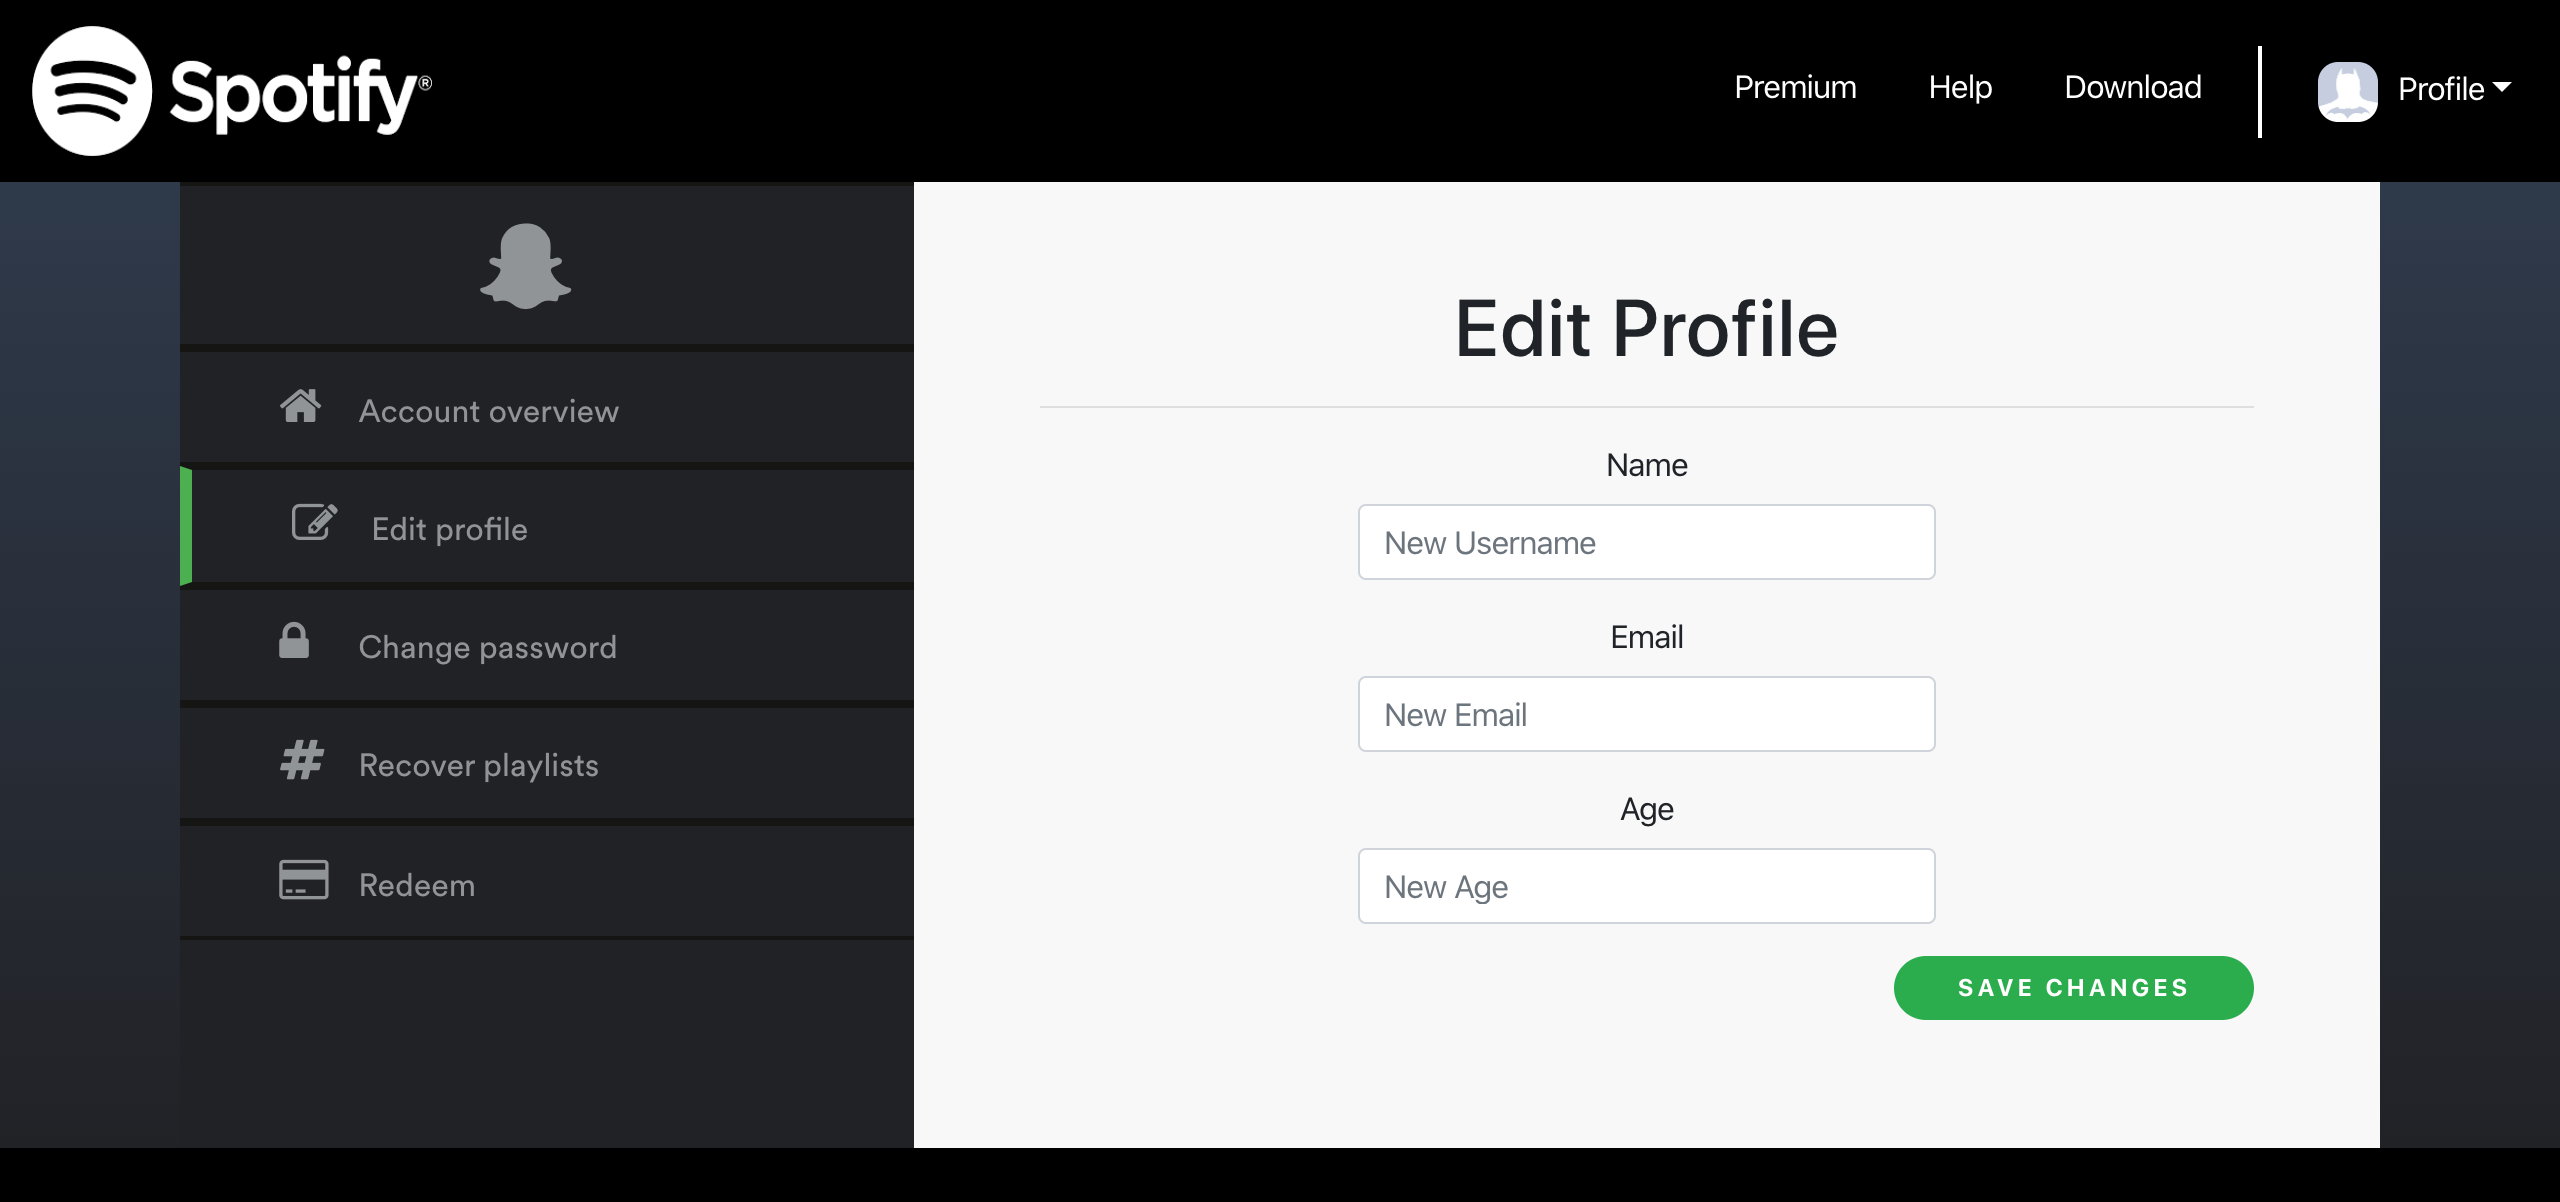 Spotify®
Premium Help Download Profile
Account overview
Edit profile
Change password
Recover playlists
Redeem
Edit Profile
Name
New Username
Email
New Email
Age
New Age
SAVE CHANGES